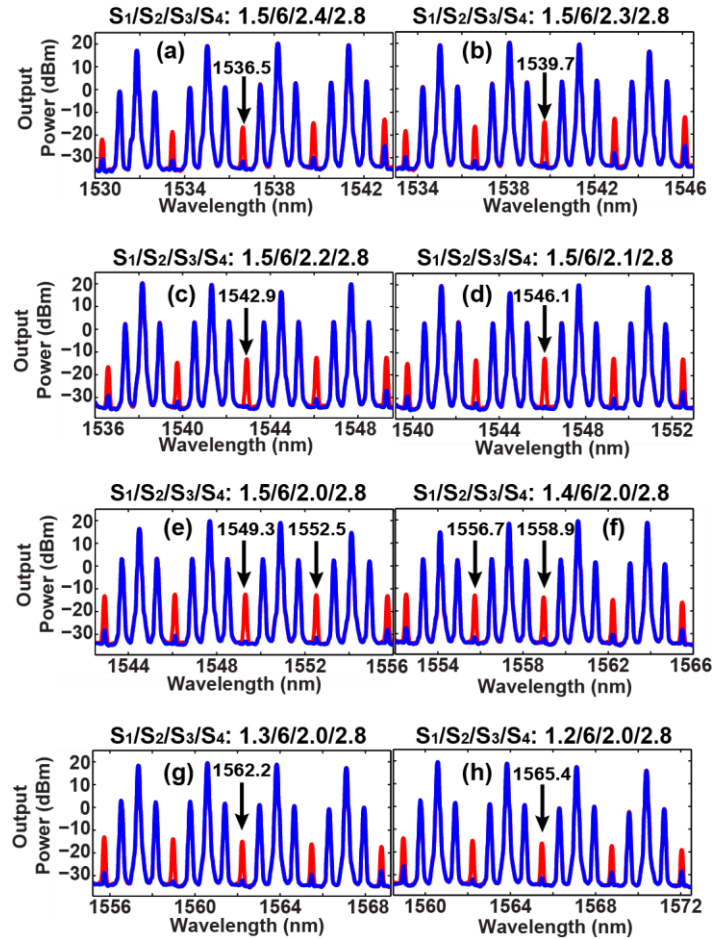 S1/S2/S3/S4: 1.5/6/2.4/2.8 S1/S2/S3/S4: 1.5/6/2.3/2.8
Output
Power (dBm)
20
10
0
−10
−20
−30
(a)
1536.5
(b)
1539.7
1530 1534 1538 1542
1534 1538 1542 1546
Wavelength (nm) Wavelength (nm)
S1/S2/S3/S4: 1.5/6/2.2/2.8 S1/S2/S3/S4: 1.5/6/2.1/2.8
Output
Power (dBm)
20
10
0
−10
−20
−30
(c)
1542.9
(d)
1546.1
1536 1540 1544 1548
1540 1544 1548 1552
Wavelength (nm) Wavelength (nm)
S1/S2/S3/S4: 1.5/6/2.0/2.8 S1/S2/S3/S4: 1.4/6/2.0/2.8
Output
Power (dBm)
20
10
0
−10
−20
−30
(e)
1549.3 1552.5
1556.7 1558.9
(f)
1544 1548 1552 1556
1554 1558 1562 1566
Wavelength (nm) Wavelength (nm)
S1/S2/S3/S4: 1.3/6/2.0/2.8 S1/S2/S3/S4: 1.2/6/2.0/2.8
Output
Power (dBm)
20
10
0
−10
−20
−30
(g)
1562.2
(h)
1565.4
1556 1560 1564 1568
1560 1564 1568 1572
Wavelength (nm) Wavelength (nm)